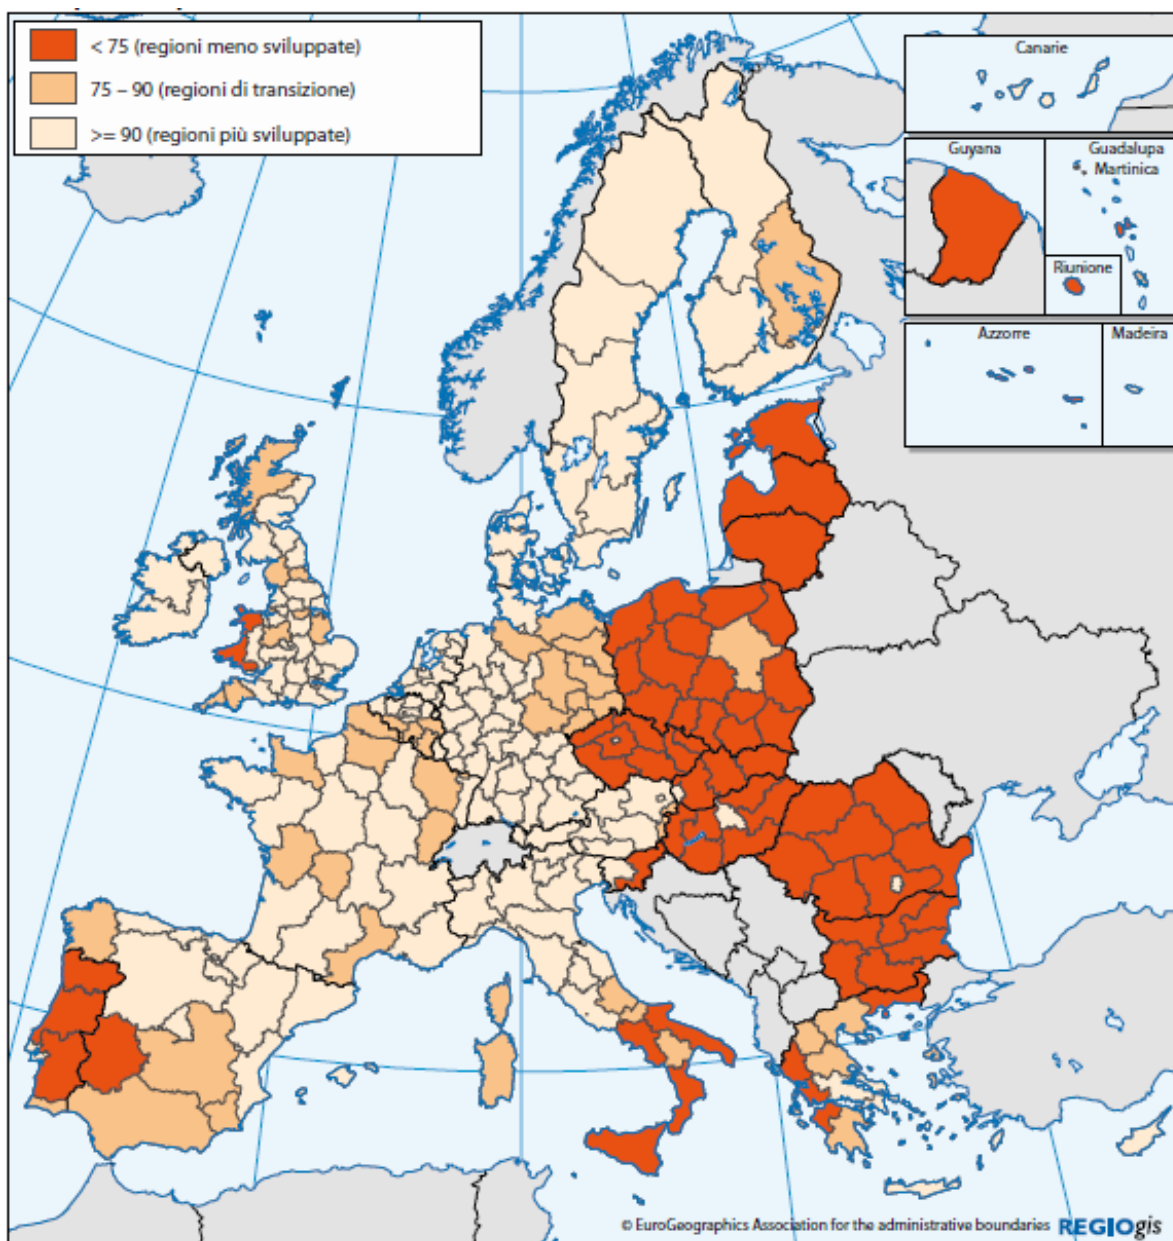 < 75 (regioni meno sviluppate)
75 – 90 (regioni di transizione)
>= 90 (regioni più sviluppate)
Canarie
Guyana
Guadalupa
Martinica
Riunione
Azzorre
Madeira
© EuroGeographics Association for the administrative boundaries REGIOgis